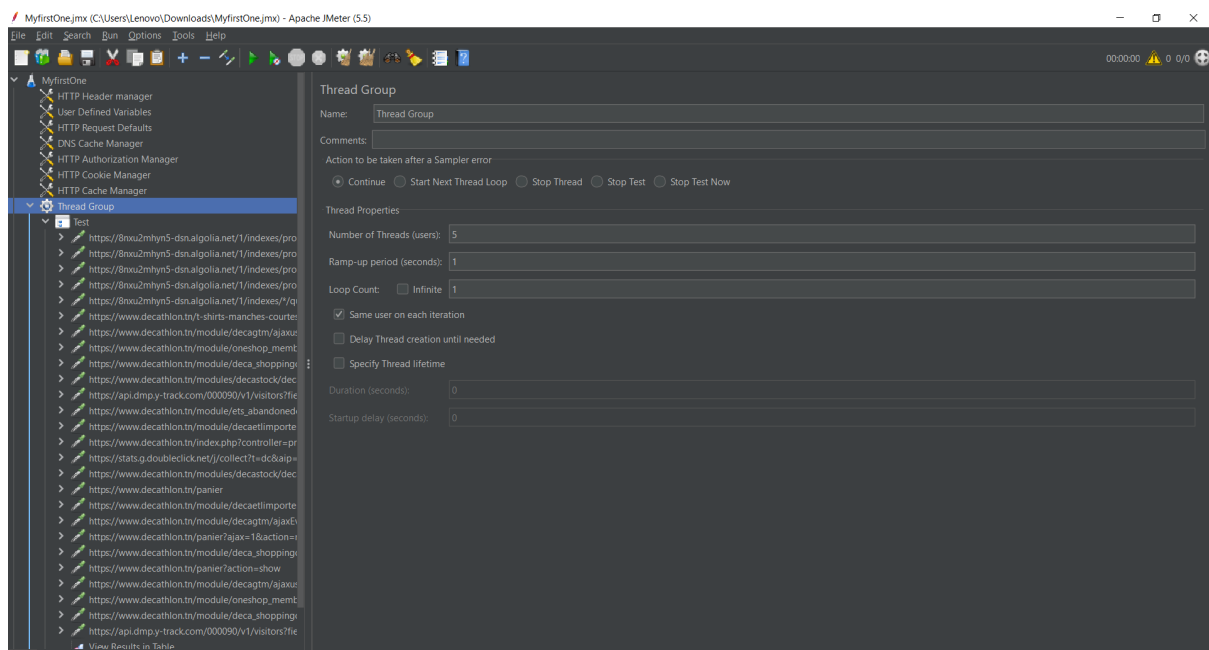 MyfirstOne.jmx (C:\Users\Lenovo\Downloads\MyfirstOne.jmx) - Apache JMeter (5.5)
File Edit Search Run Options Tools Help
00:00:00 0 0/0
MyfirstOne
HTTP Header manager
User Defined Variables
HTTP Request Defaults
DNS Cache Manager
HTTP Authorization Manager
HTTP Cookie Manager
HTTP Cache Manager
Thread Group
Test
https://8nxu2mhyn5-dsn.algolia.net/1/indexes/pro
https://8nxu2mhyn5-dsn.algolia.net/1/indexes/pro
https://8nxu2mhyn5-dsn.algolia.net/1/indexes/pro
https://8nxu2mhyn5-dsn.algolia.net/1/indexes/pro
https://8nxu2mhyn5-dsn.algolia.net/1/indexes/*/q
https://www.decathlon.tn/t-shirts-manches-courtes
https://www.decathlon.tn/module/decagtm/ajaxus
https://www.decathlon.tn/module/oneshop_memb
https://www.decathlon.tn/module/deca_shopping
https://www.decathlon.tn/modules/decastock/dec
https://api.dmp.y-track.com/000090/v1/visitors?fie
https://www.decathlon.tn/module/ets_abandoned
https://www.decathlon.tn/module/decaetlimporte
https://www.decathlon.tn/index.php?controller=pr
https://stats.g.doubleclick.net/j/collect?t=dc&aip=
https://www.decathlon.tn/modules/decastock/dec
https://www.decathlon.tn/panier
https://www.decathlon.tn/module/decaetlimporte
https://www.decathlon.tn/module/decagtm/ajaxEv
https://www.decathlon.tn/panier?ajax=1&action=
https://www.decathlon.tn/module/deca_shopping
https://www.decathlon.tn/panier?action=show
https://www.decathlon.tn/module/decagtm/ajaxus
https://www.decathlon.tn/module/oneshop_memb
https://www.decathlon.tn/module/deca_shopping
https://api.dmp.y-track.com/000090/v1/visitors?fie
View Results in Table
Thread Group
Name: Thread Group
Comments:
Action to be taken after a Sampler error
Continue Start Next Thread Loop Stop Thread Stop Test Stop Test Now
Thread Properties
Number of Threads (users): 5
Ramp-up period (seconds): 1
Loop Count: Infinite 1
Same user on each iteration
Delay Thread creation until needed
Specify Thread lifetime
Duration (seconds): 0
Startup delay (seconds): 0